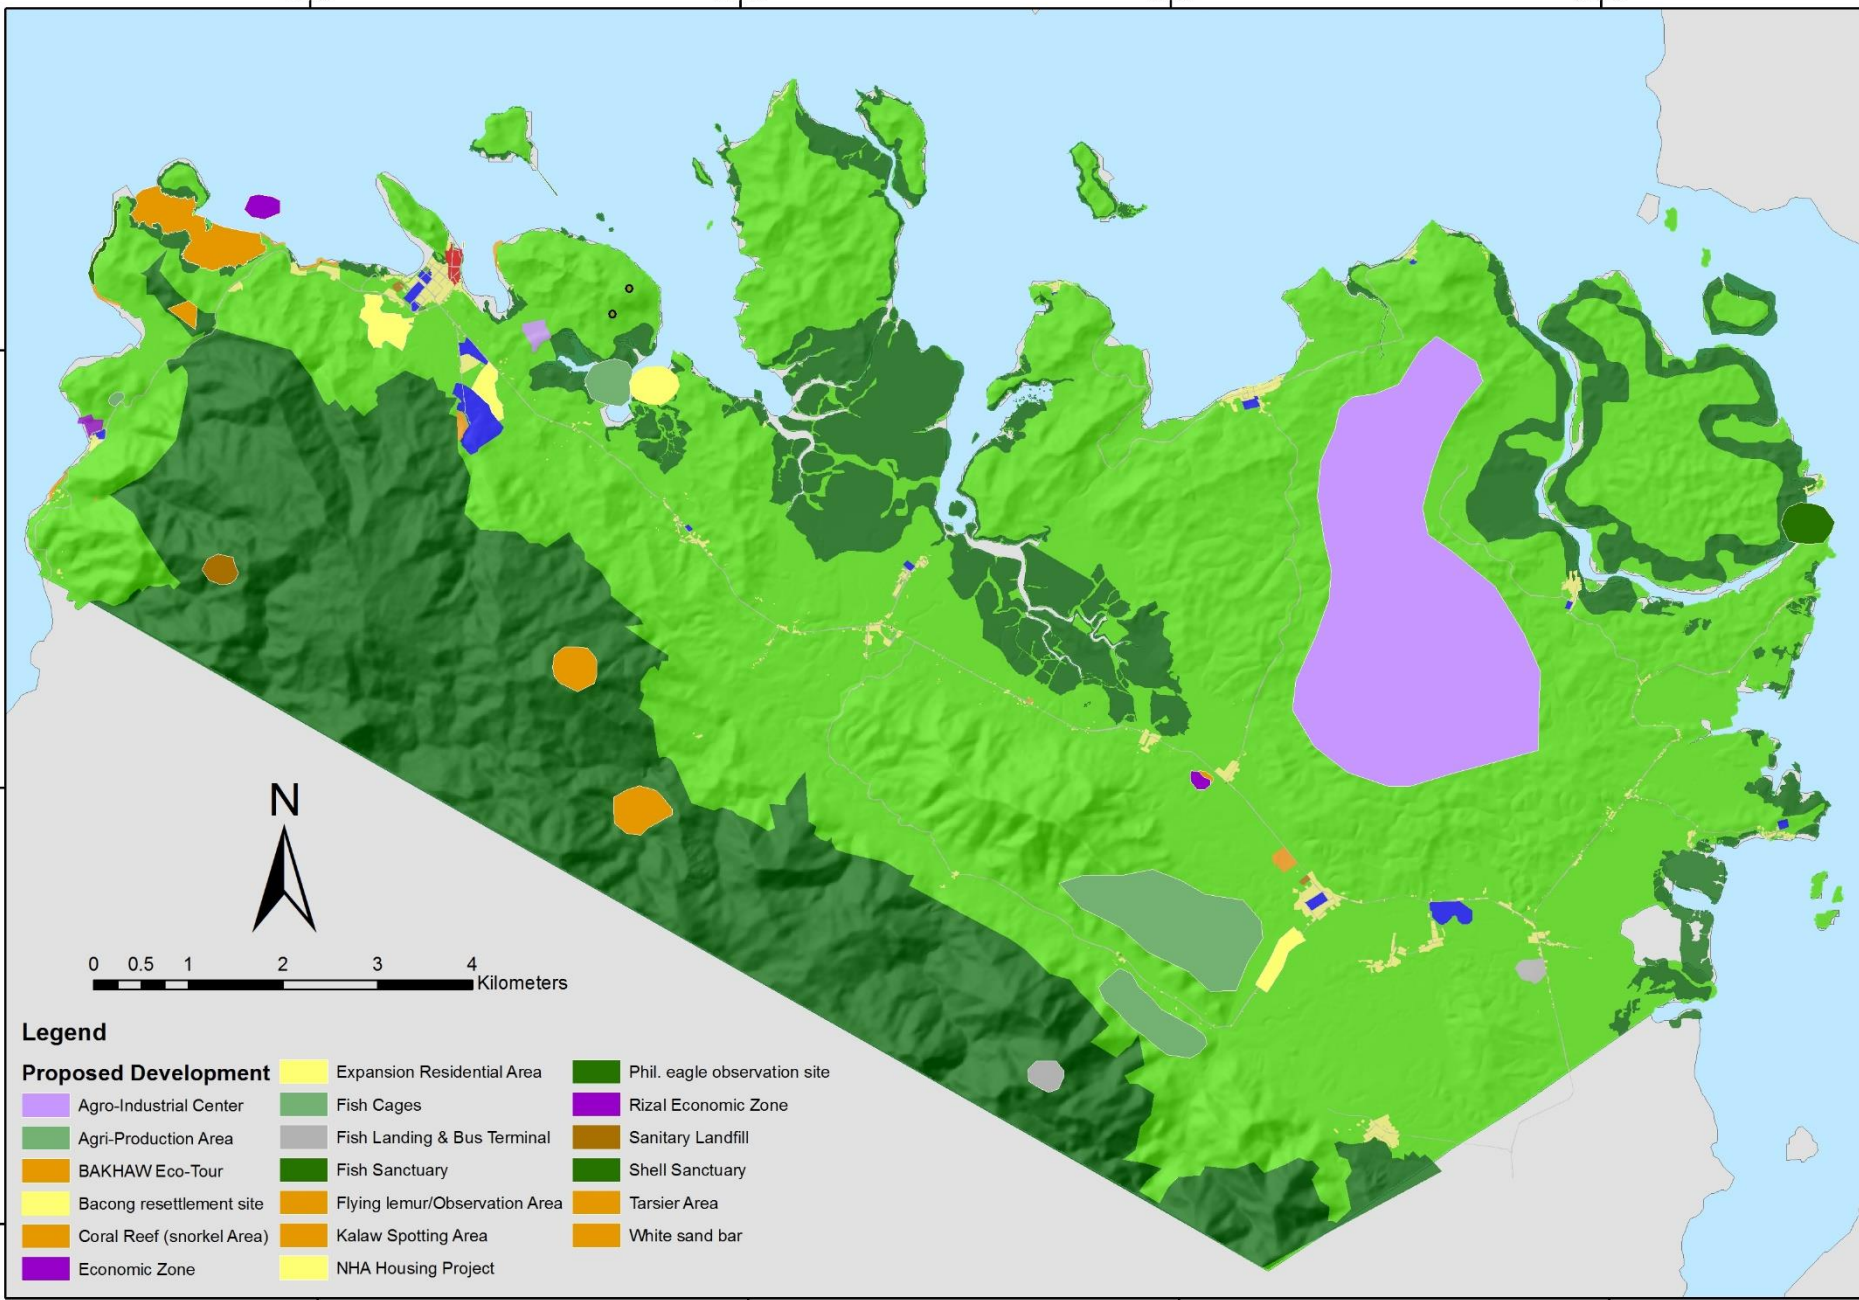 N
0 0.5 1 2 3 4
Kilometers
Legend
Proposed Development
Agro-Industrial Center
Agri-Production Area
BAKHAW Eco-Tour
Bacong resettlement site
Coral Reef (snorkel Area)
Economic Zone
Expansion Residential Area
Fish Cages
Fish Landing & Bus Terminal
Fish Sanctuary
Flying lemur/Observation Area
Kalaw Spotting Area
NHA Housing Project
Phil. eagle observation site
Rizal Economic Zone
Sanitary Landfill
Shell Sanctuary
Tarsier Area
White sand bar